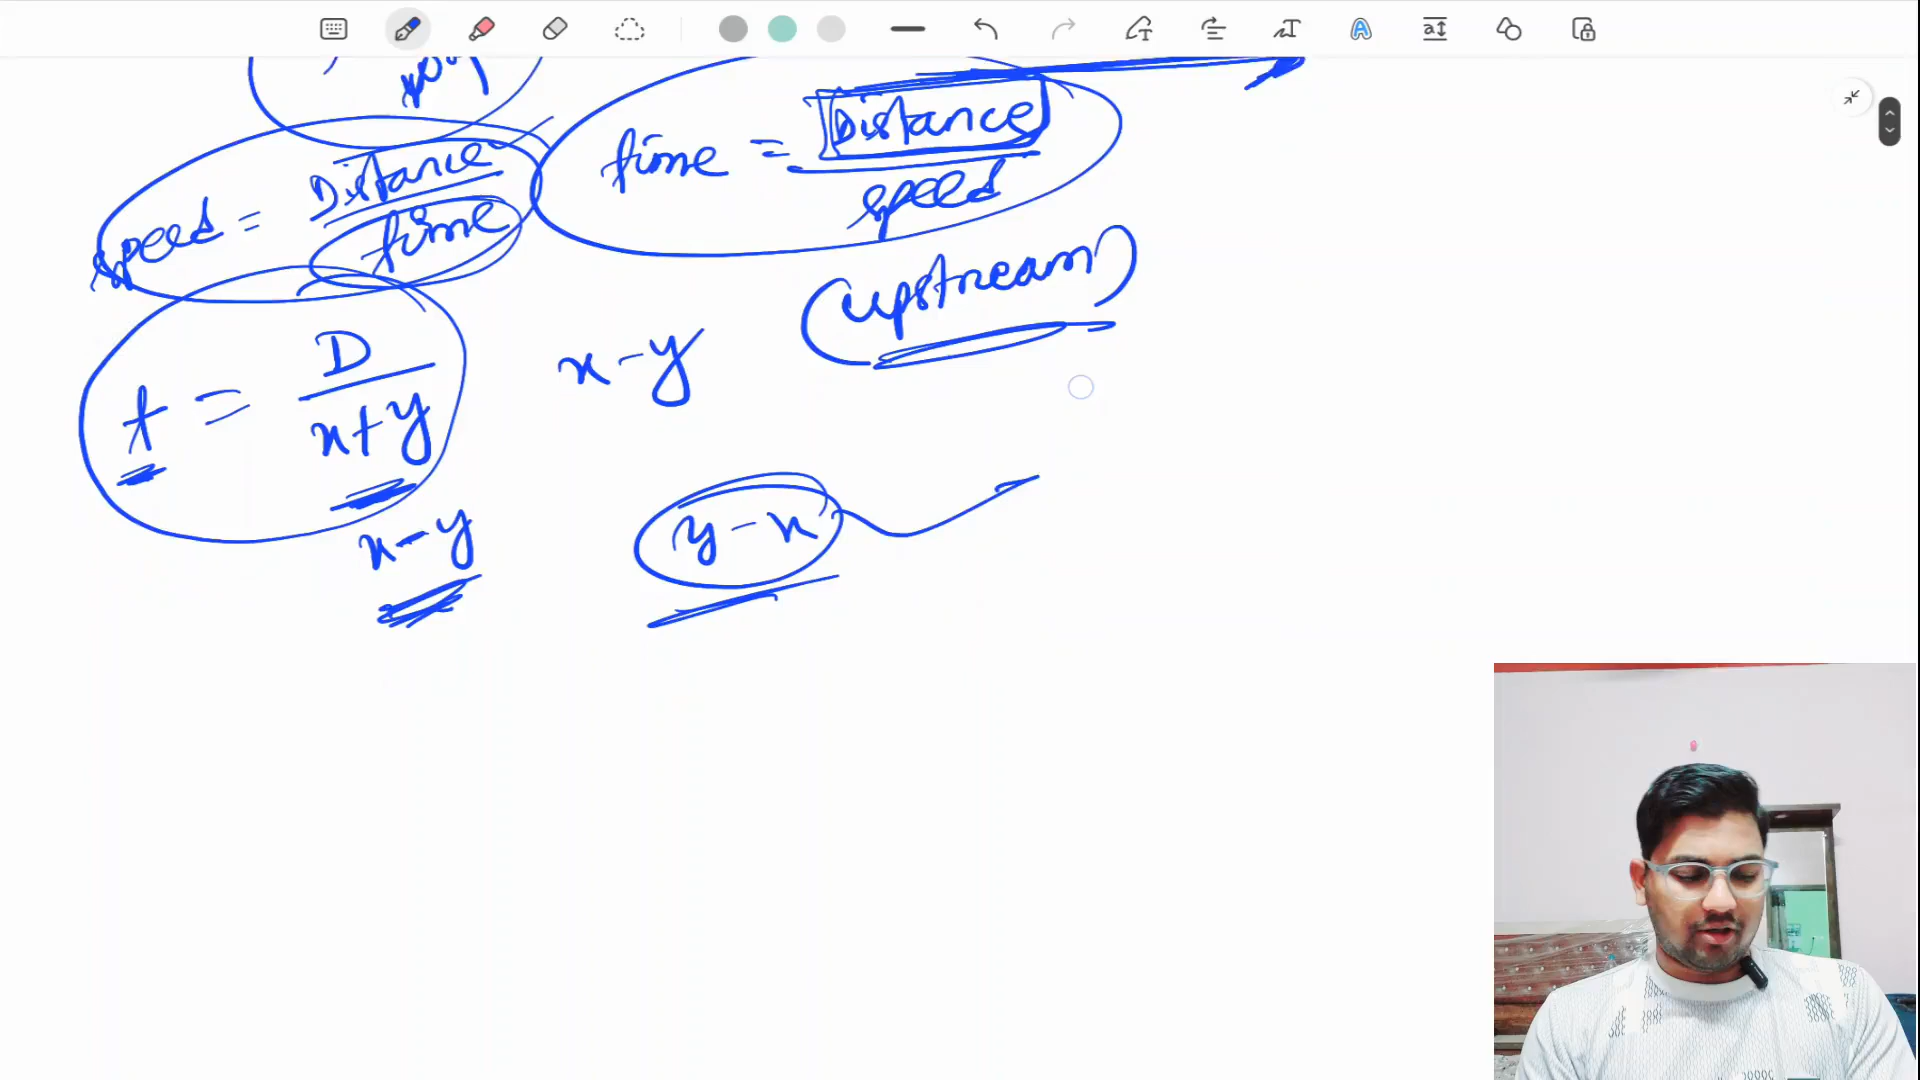 speed = Distance / time
time = Distance / speed
(upstream)
t = D / x+y
x-y
x-y
y-x